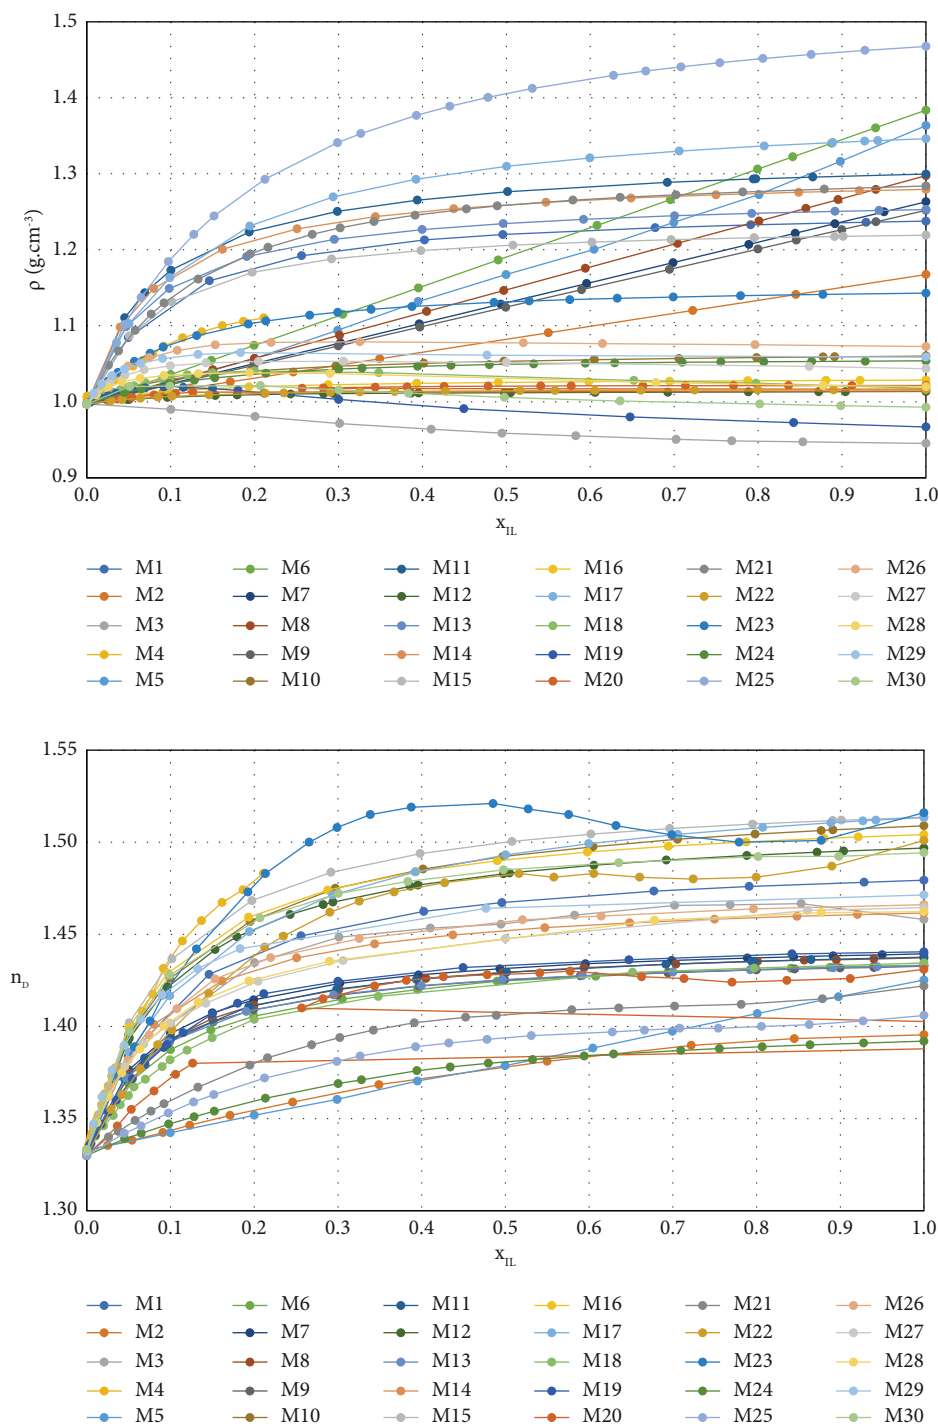 1.5
1.4
1.3
1.2
1.1
1.0
0.9
ρ (g.cm⁻³)
0.0 0.1 0.2 0.3 0.4 0.5 0.6 0.7 0.8 0.9 1.0
x_IL
M1 M6 M11 M16 M21 M26
M2 M7 M12 M17 M22 M27
M3 M8 M13 M18 M23 M28
M4 M9 M14 M19 M24 M29
M5 M10 M15 M20 M25 M30
1.55
1.50
1.45
1.40
1.35
1.30
n_D
0.0 0.1 0.2 0.3 0.4 0.5 0.6 0.7 0.8 0.9 1.0
x_IL
M1 M6 M11 M16 M21 M26
M2 M7 M12 M17 M22 M27
M3 M8 M13 M18 M23 M28
M4 M9 M14 M19 M24 M29
M5 M10 M15 M20 M25 M30